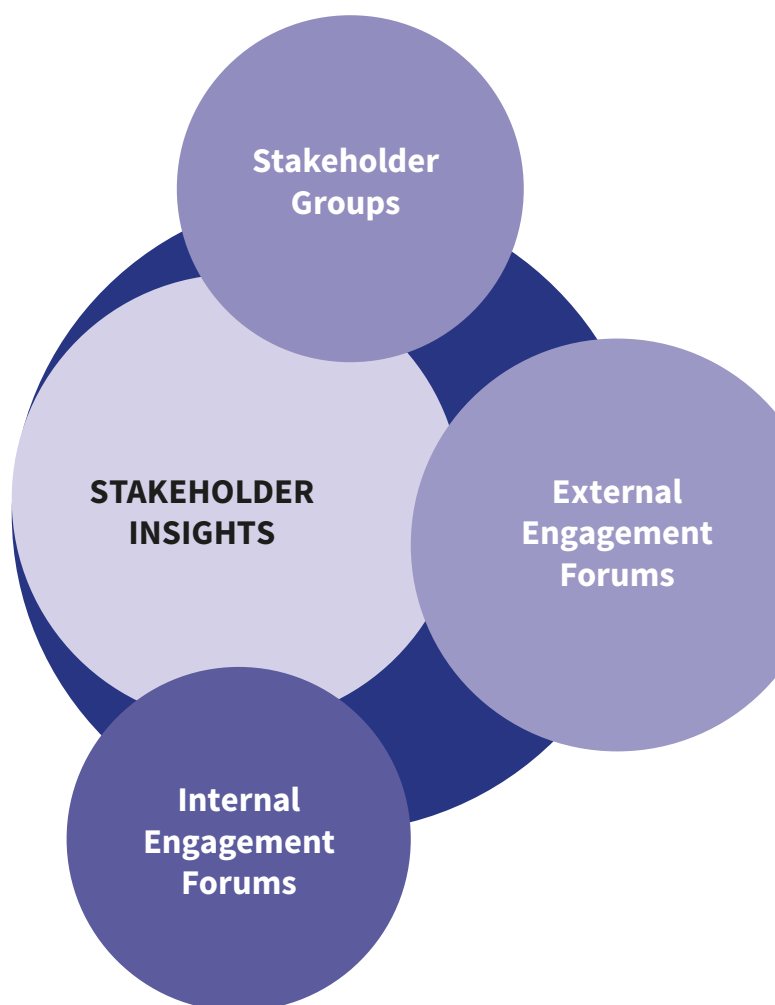 Stakeholder
Groups
STAKEHOLDER
INSIGHTS
External
Engagement
Forums
Internal
Engagement
Forums